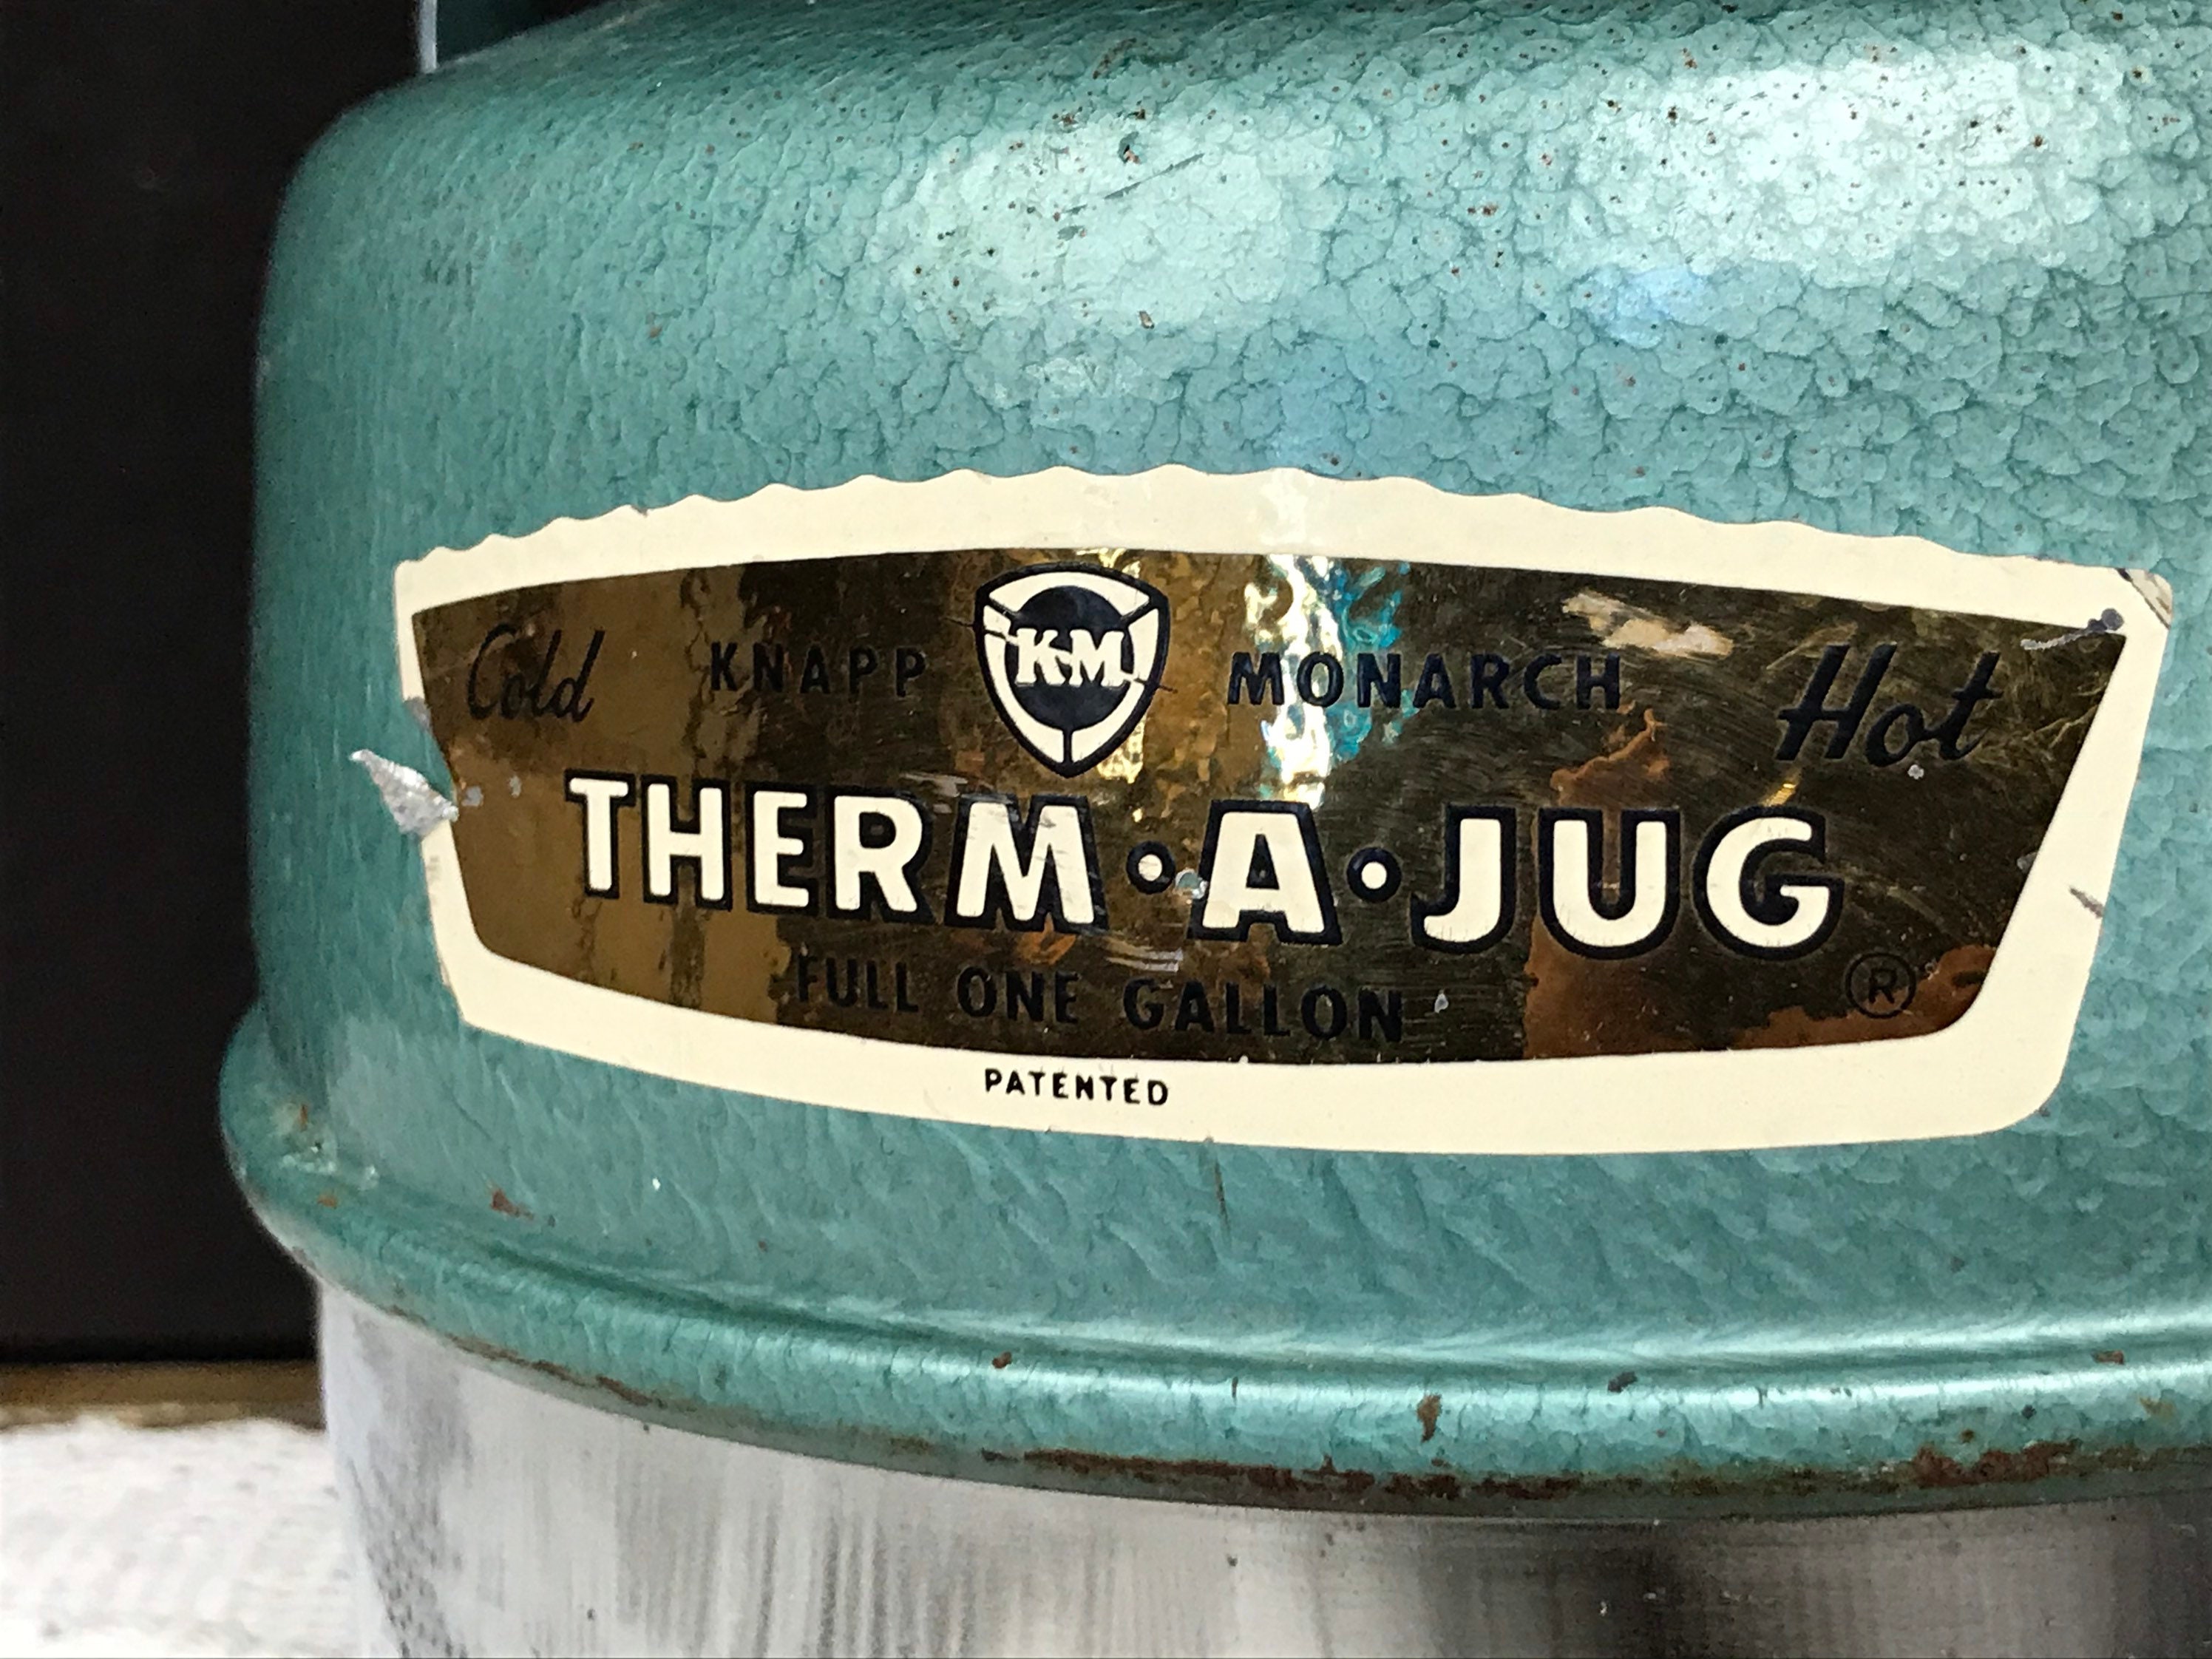 Cold KNAPP K-M MONARCH Hot
THERM•A•JUG
FULL ONE GALLON ®
PATENTED